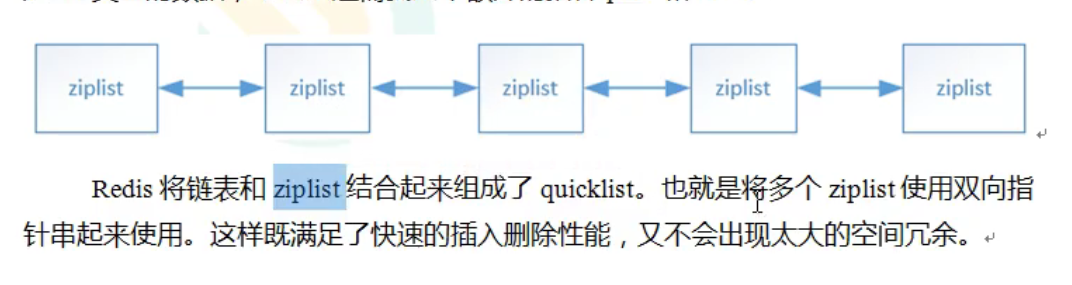 ziplist ziplist ziplist ziplist ziplist
Redis 将链表和 ziplist 结合起来组成了 quicklist。也就是将多个 ziplist 使用双向指
针串起来使用。这样既满足了快速的插入删除性能，又不会出现太大的空间冗余。